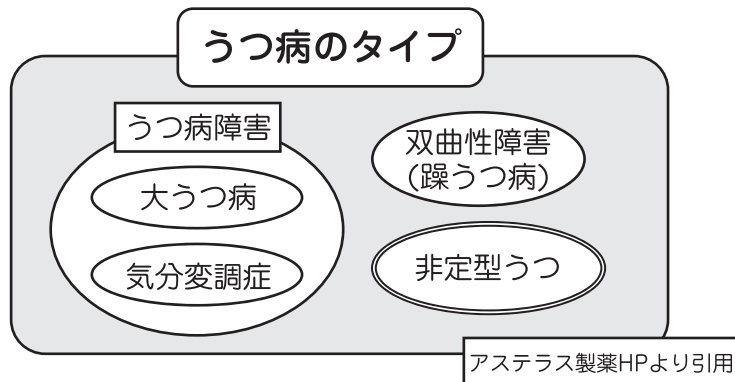 うつ病のタイプ
うつ病障害
大うつ病
気分変調症
双曲性障害
(躁うつ病)
非定型うつ
アステラス製薬HPより引用